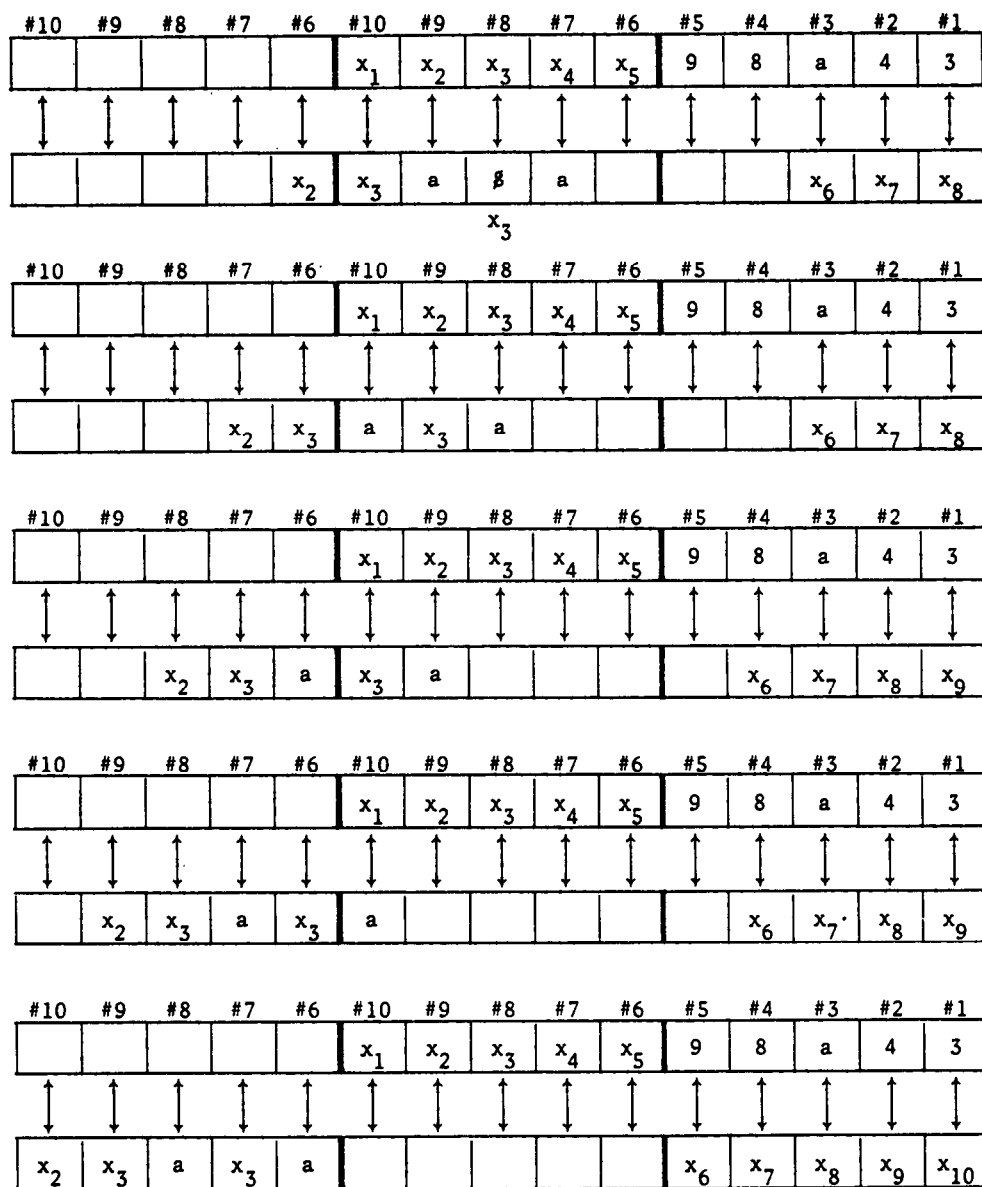 #10 #9 #8 #7 #6 #10 #9 #8 #7 #6 #5 #4 #3 #2 #1
x₁ x₂ x₃ x₄ x₅ 9 8 a 4 3
x₂ x₃ a a x₆ x₇ x₈
x₃
#10 #9 #8 #7 #6 #10 #9 #8 #7 #6 #5 #4 #3 #2 #1
x₁ x₂ x₃ x₄ x₅ 9 8 a 4 3
x₂ x₃ a x₃ a x₆ x₇ x₈
#10 #9 #8 #7 #6 #10 #9 #8 #7 #6 #5 #4 #3 #2 #1
x₁ x₂ x₃ x₄ x₅ 9 8 a 4 3
x₂ x₃ a x₃ a x₆ x₇ x₈ x₉
#10 #9 #8 #7 #6 #10 #9 #8 #7 #6 #5 #4 #3 #2 #1
x₁ x₂ x₃ x₄ x₅ 9 8 a 4 3
x₂ x₃ a x₃ a x₆ x₇ x₈ x₉
#10 #9 #8 #7 #6 #10 #9 #8 #7 #6 #5 #4 #3 #2 #1
x₁ x₂ x₃ x₄ x₅ 9 8 a 4 3
x₂ x₃ a x₃ a x₆ x₇ x₈ x₉ x₁₀